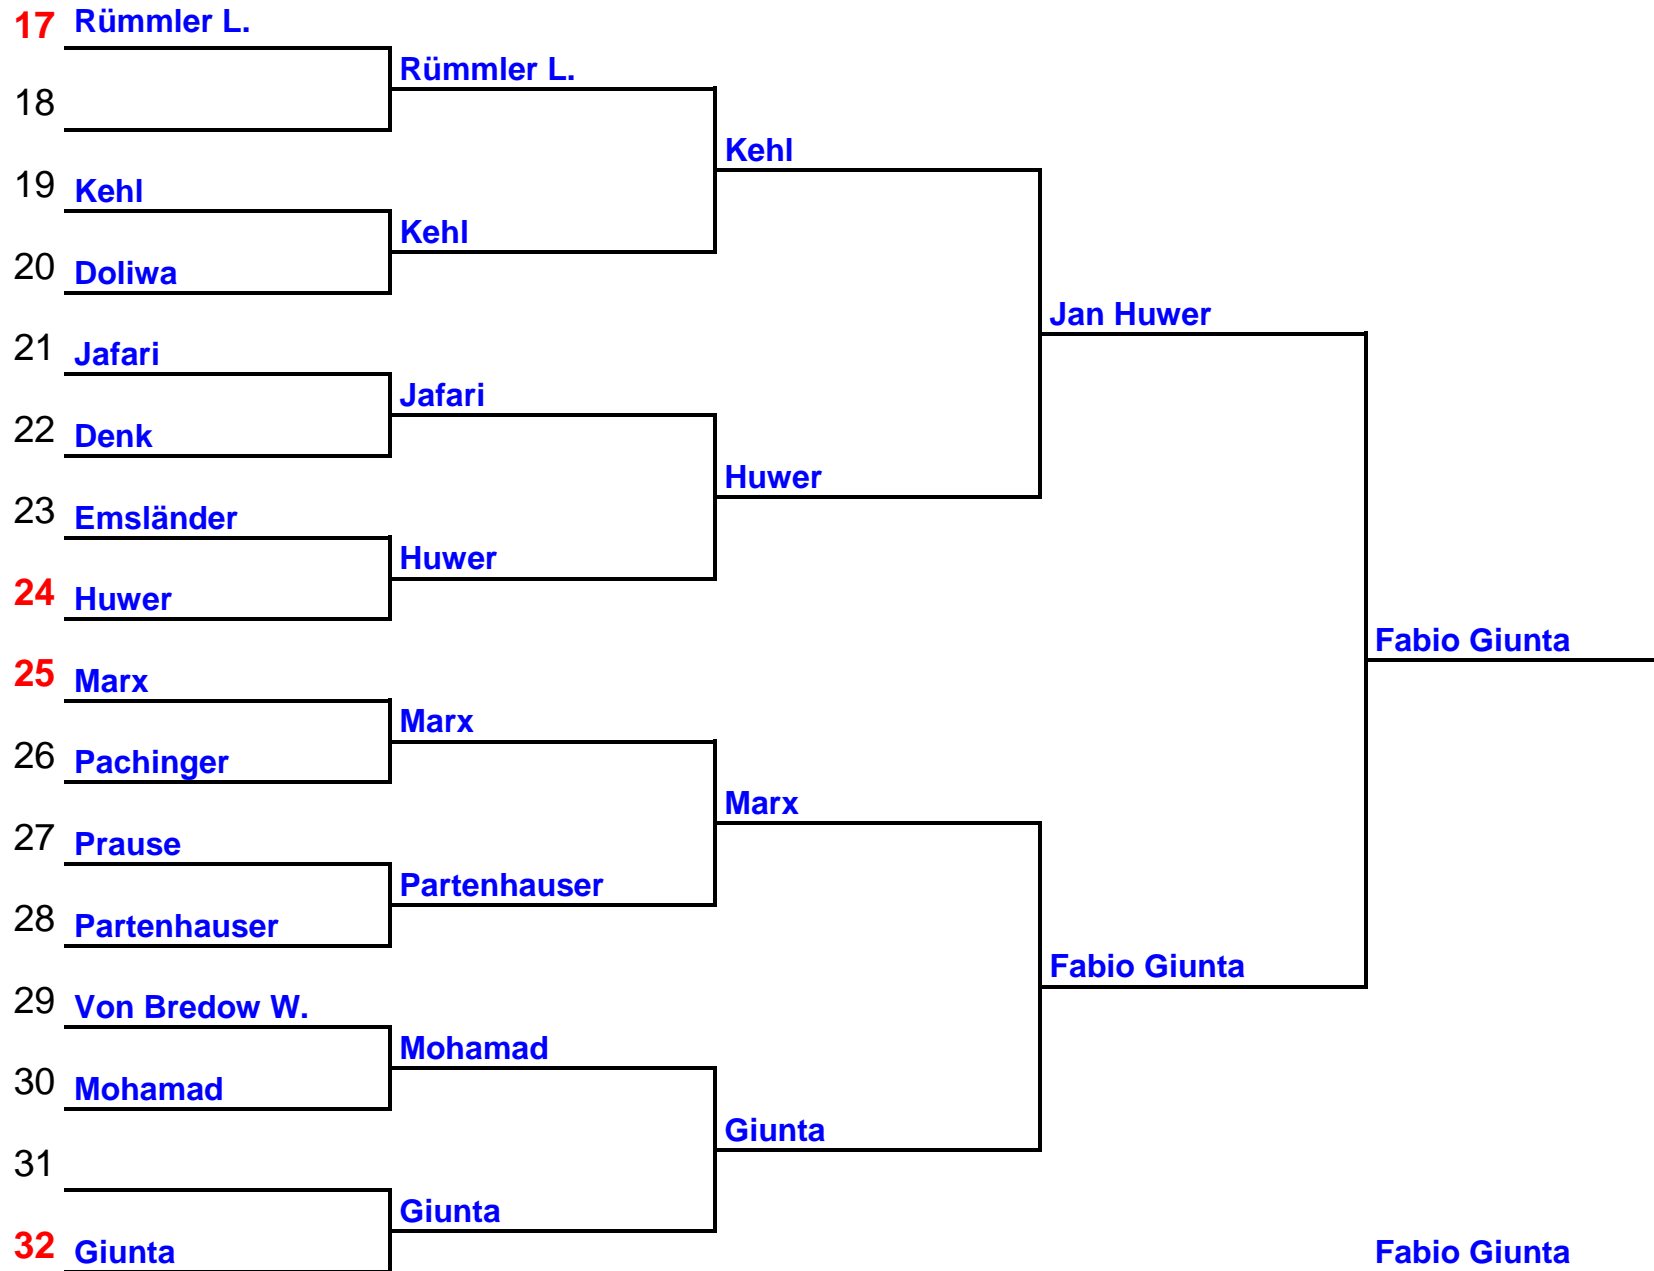 17 Rümmler L.
Rümmler L.
18
Kehl
19 Kehl
Kehl
20 Doliwa
Jan Huwer
21 Jafari
Jafari
22 Denk
Huwer
23 Emsländer
Huwer
24 Huwer
Fabio Giunta
25 Marx
Marx
26 Pachinger
Marx
27 Prause
Partenhauser
28 Partenhauser
Fabio Giunta
29 Von Bredow W.
Mohamad
30 Mohamad
Giunta
31
Giunta
32 Giunta
Fabio Giunta